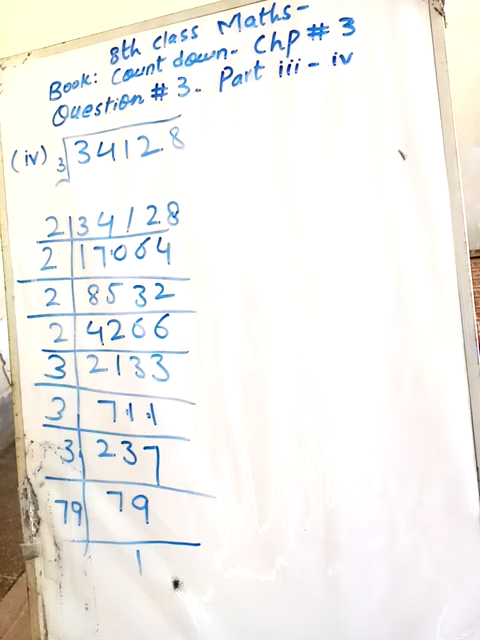 8th class Maths-
Book: Count down- Chp # 3
Question # 3. Part iii - iv
(iv) ∛34128
2|34128
2|17064
2|8532
2|4266
3|2133
3|711
3|237
79|79
1